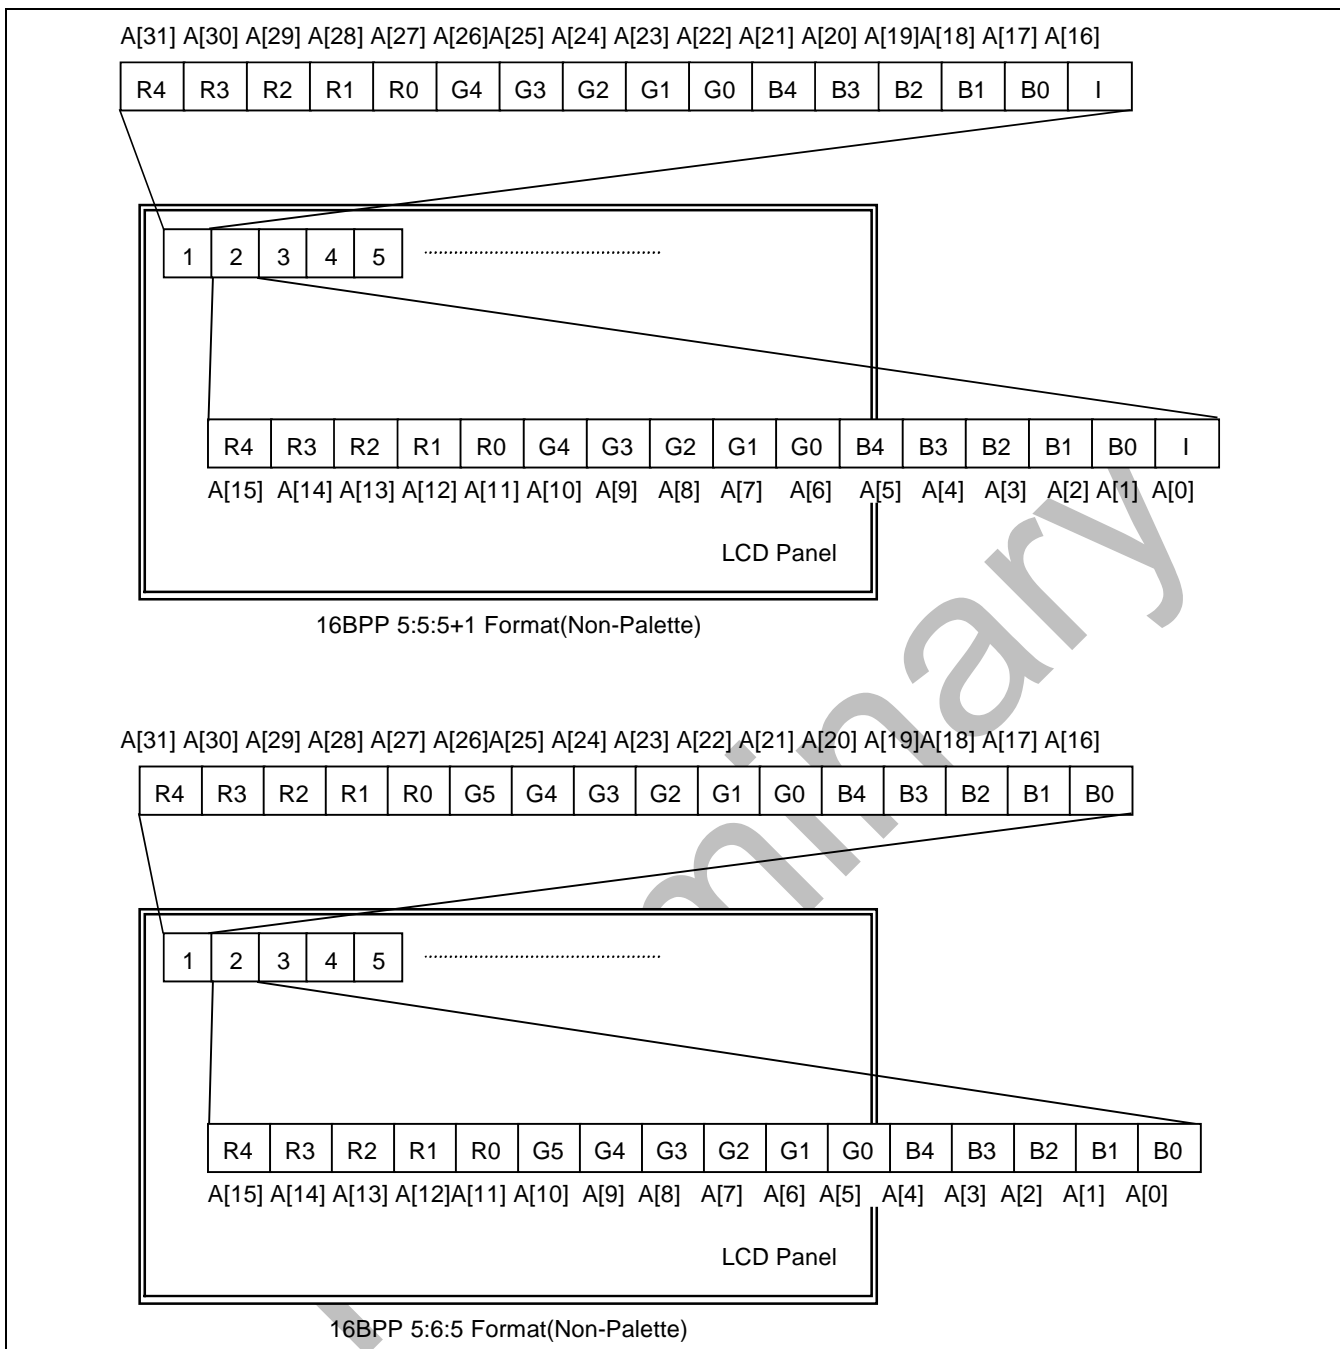 A[31] A[30] A[29] A[28] A[27] A[26]A[25] A[24] A[23] A[22] A[21] A[20] A[19]A[18] A[17] A[16]
R4 R3 R2 R1 R0 G4 G3 G2 G1 G0 B4 B3 B2 B1 B0 I
1 2 3 4 5
R4 R3 R2 R1 R0 G4 G3 G2 G1 G0 B4 B3 B2 B1 B0 I
A[15] A[14] A[13] A[12] A[11] A[10] A[9] A[8] A[7] A[6] A[5] A[4] A[3] A[2] A[1] A[0]
LCD Panel
16BPP 5:5:5+1 Format(Non-Palette)
A[31] A[30] A[29] A[28] A[27] A[26]A[25] A[24] A[23] A[22] A[21] A[20] A[19]A[18] A[17] A[16]
R4 R3 R2 R1 R0 G5 G4 G3 G2 G1 G0 B4 B3 B2 B1 B0
1 2 3 4 5
R4 R3 R2 R1 R0 G5 G4 G3 G2 G1 G0 B4 B3 B2 B1 B0
A[15] A[14] A[13] A[12]A[11] A[10] A[9] A[8] A[7] A[6] A[5] A[4] A[3] A[2] A[1] A[0]
LCD Panel
16BPP 5:6:5 Format(Non-Palette)